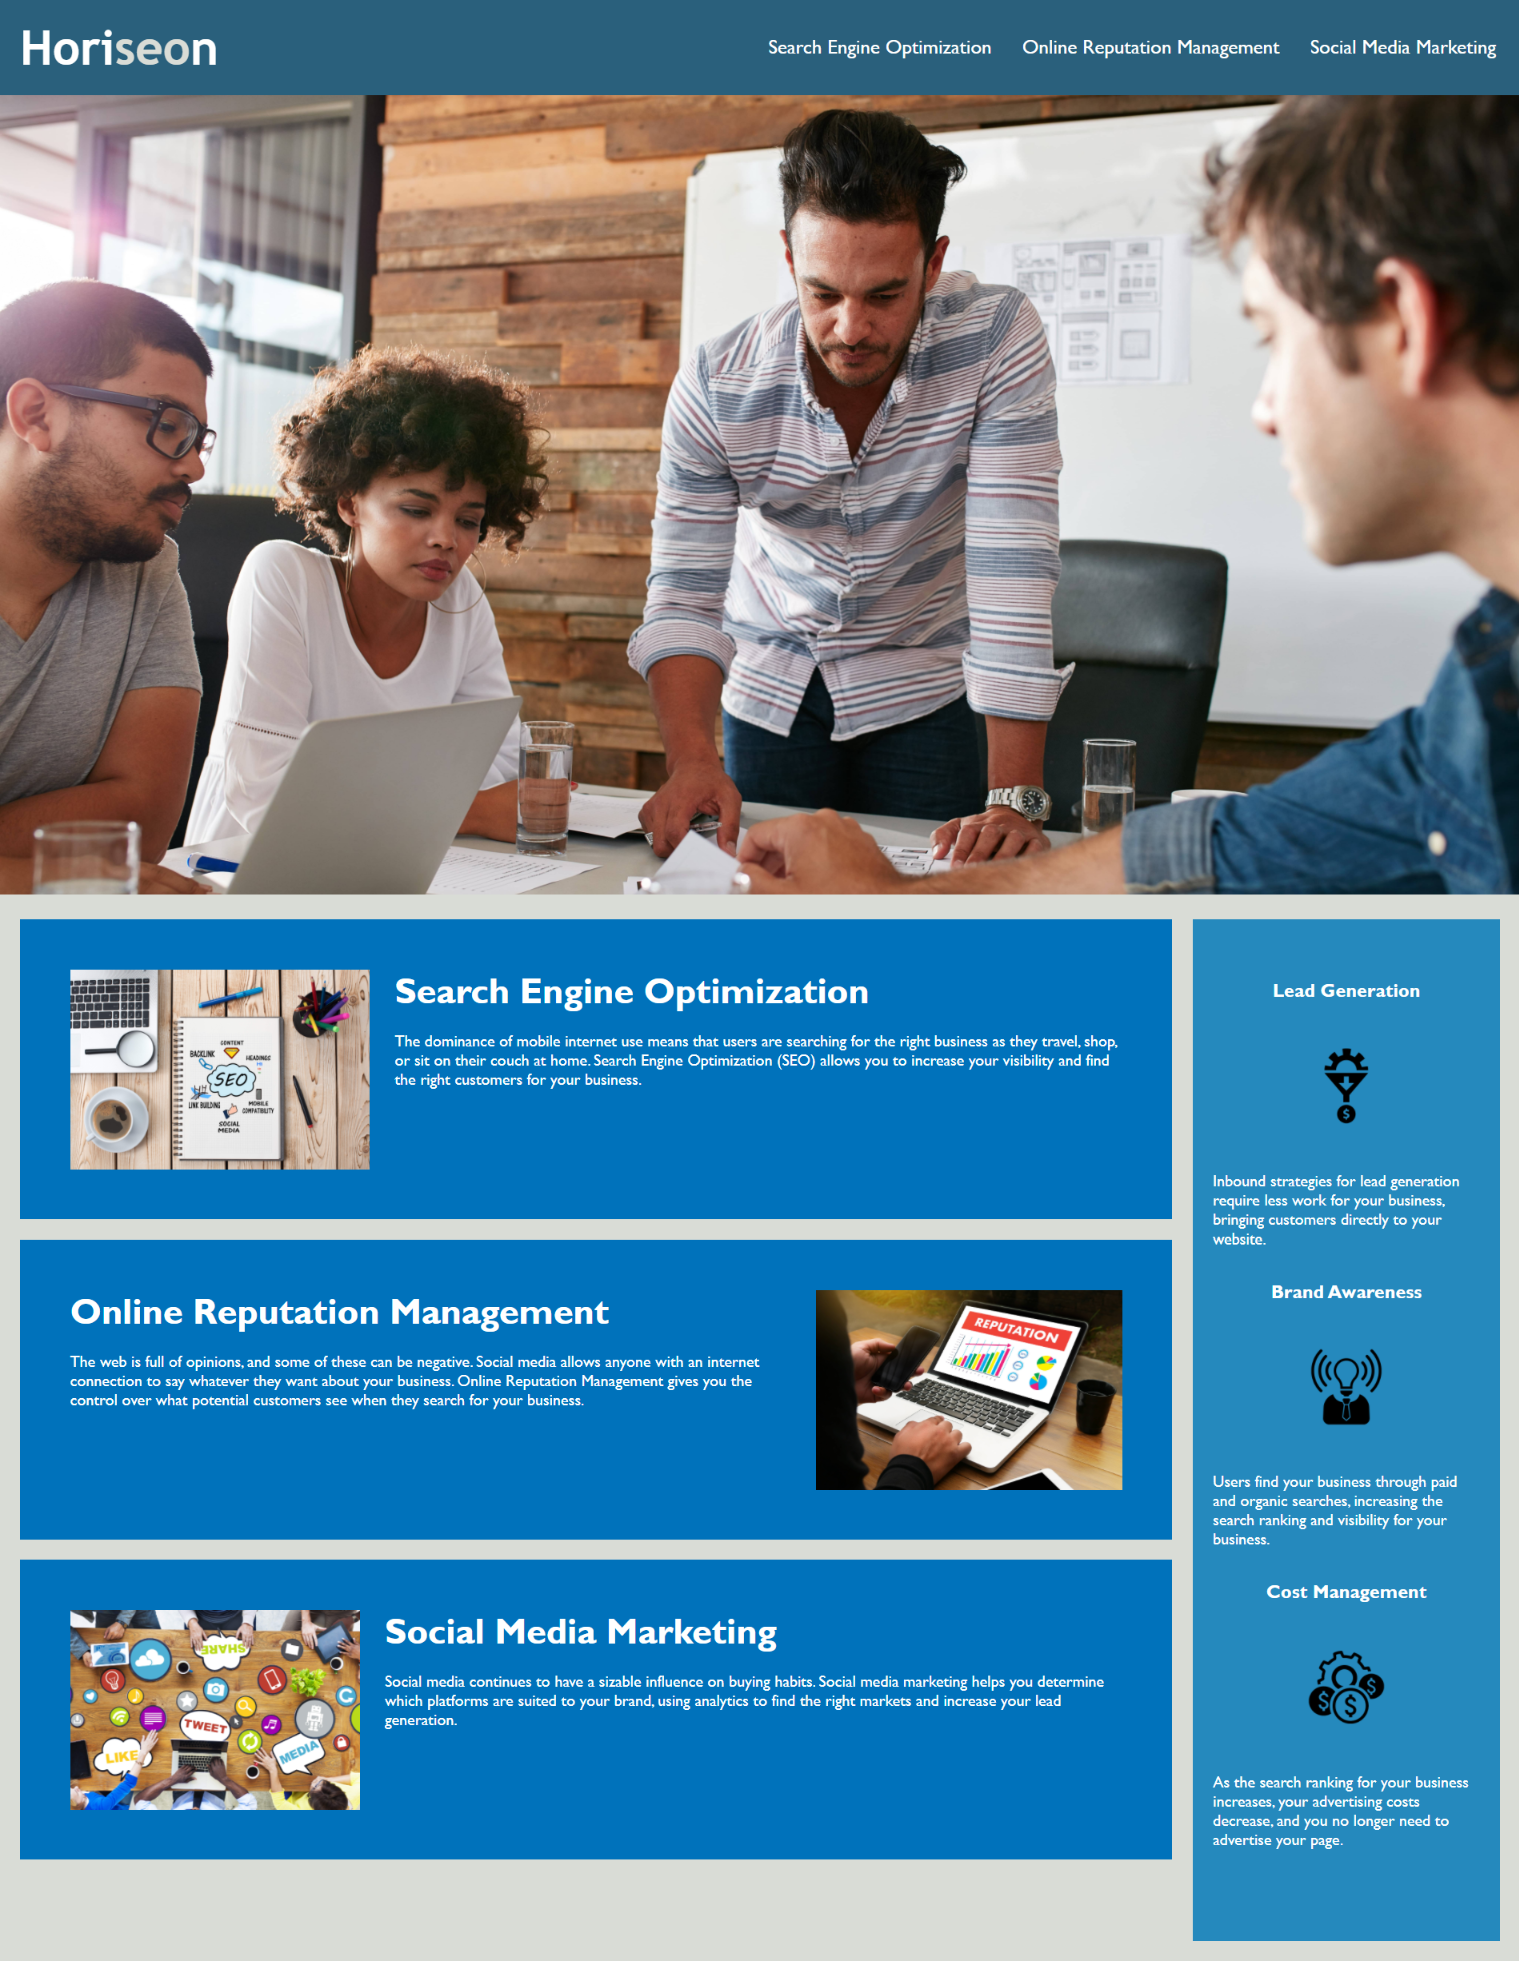 Horiseon
Search Engine Optimization
Online Reputation Management
Social Media Marketing
CONTENT
BACKLINK
HEADINGS
SEO
LINK BUILDING
MOBILE
COMPATIBILITY
SOCIAL
MEDIA
Search Engine Optimization
The dominance of mobile internet use means that users are searching for the right business as they travel, shop,
or sit on their couch at home. Search Engine Optimization (SEO) allows you to increase your visibility and find
the right customers for your business.
Online Reputation Management
The web is full of opinions, and some of these can be negative. Social media allows anyone with an internet
connection to say whatever they want about your business. Online Reputation Management gives you the
control over what potential customers see when they search for your business.
REPUTATION
SHARE
TWEET
LIKE
MEDIA
Social Media Marketing
Social media continues to have a sizable influence on buying habits. Social media marketing helps you determine
which platforms are suited to your brand, using analytics to find the right markets and increase your lead
generation.
Lead Generation
$
Inbound strategies for lead generation
require less work for your business,
bringing customers directly to your
website.
Brand Awareness
Users find your business through paid
and organic searches, increasing the
search ranking and visibility for your
business.
Cost Management
$ $ $
As the search ranking for your business
increases, your advertising costs
decrease, and you no longer need to
advertise your page.